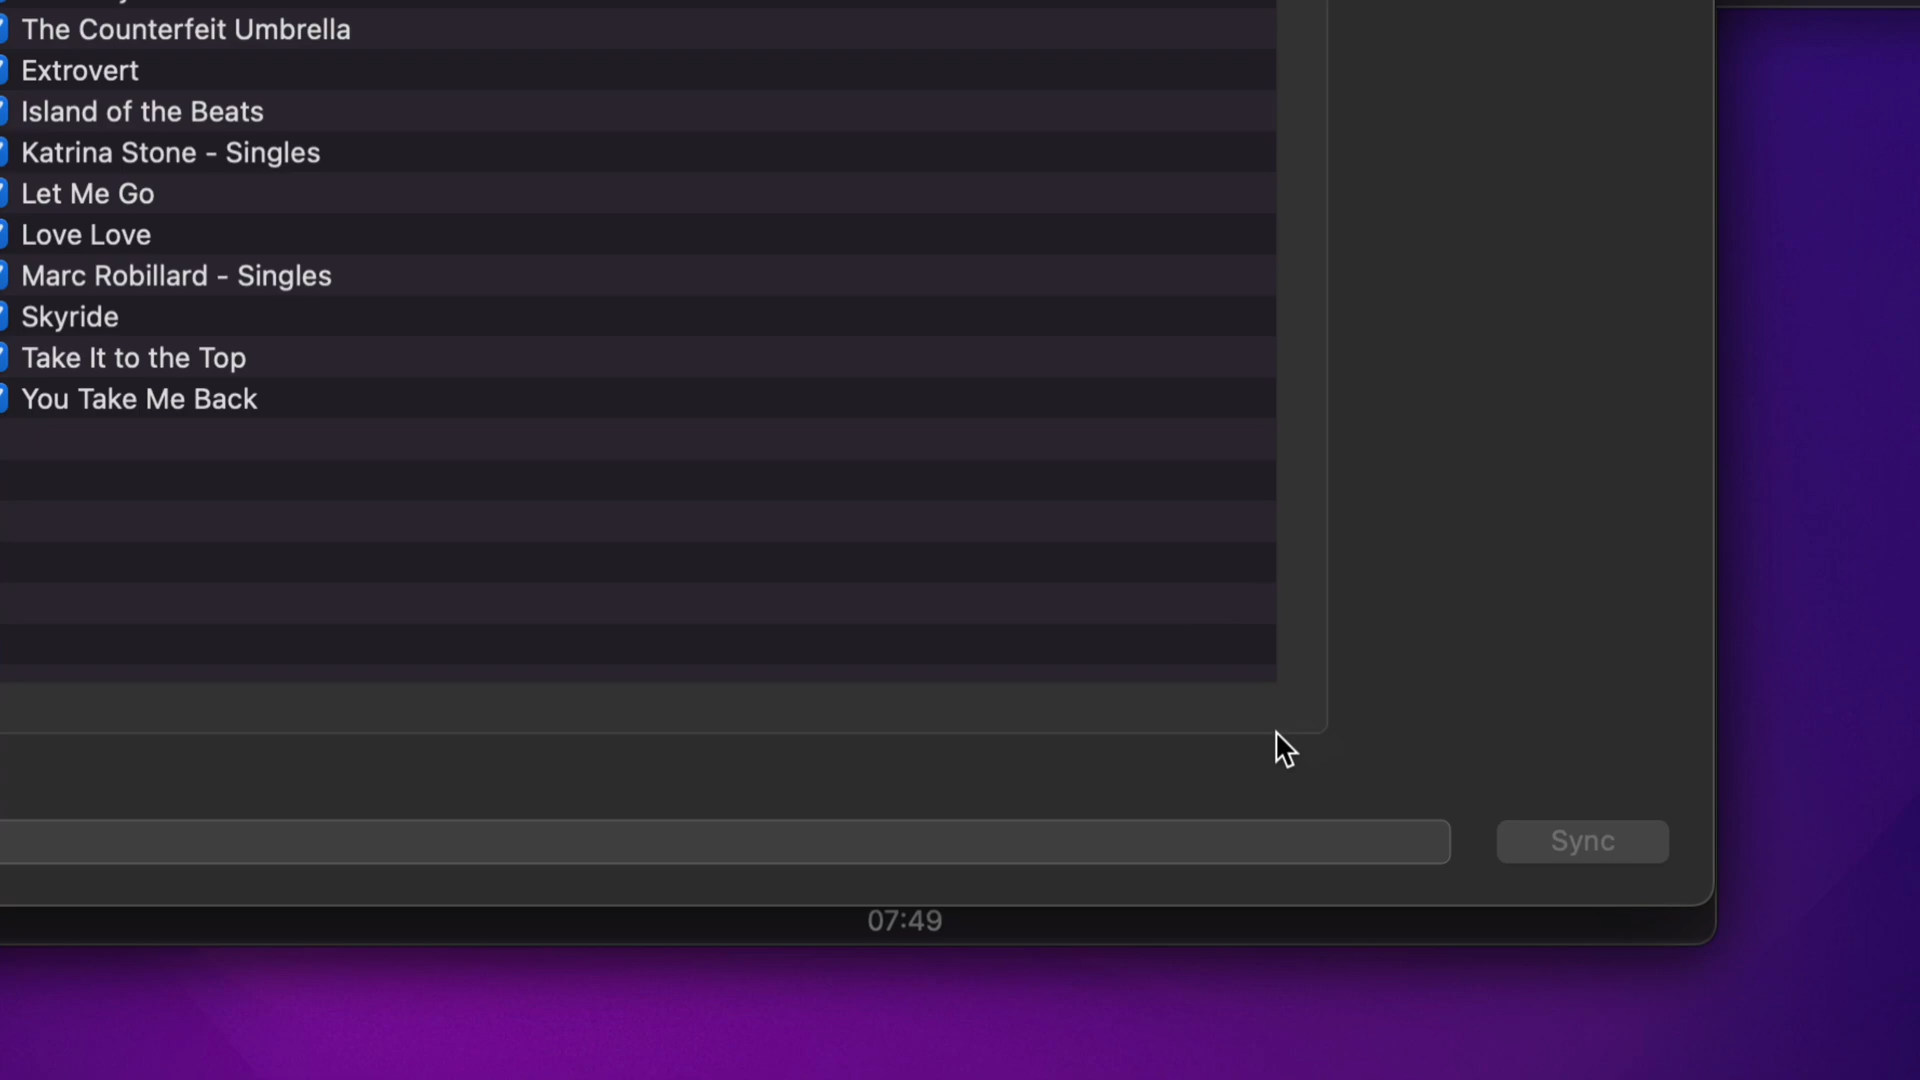 The Counterfeit Umbrella
Extrovert
Island of the Beats
Katrina Stone - Singles
Let Me Go
Love Love
Marc Robillard - Singles
Skyride
Take It to the Top
You Take Me Back
Sync
07:49